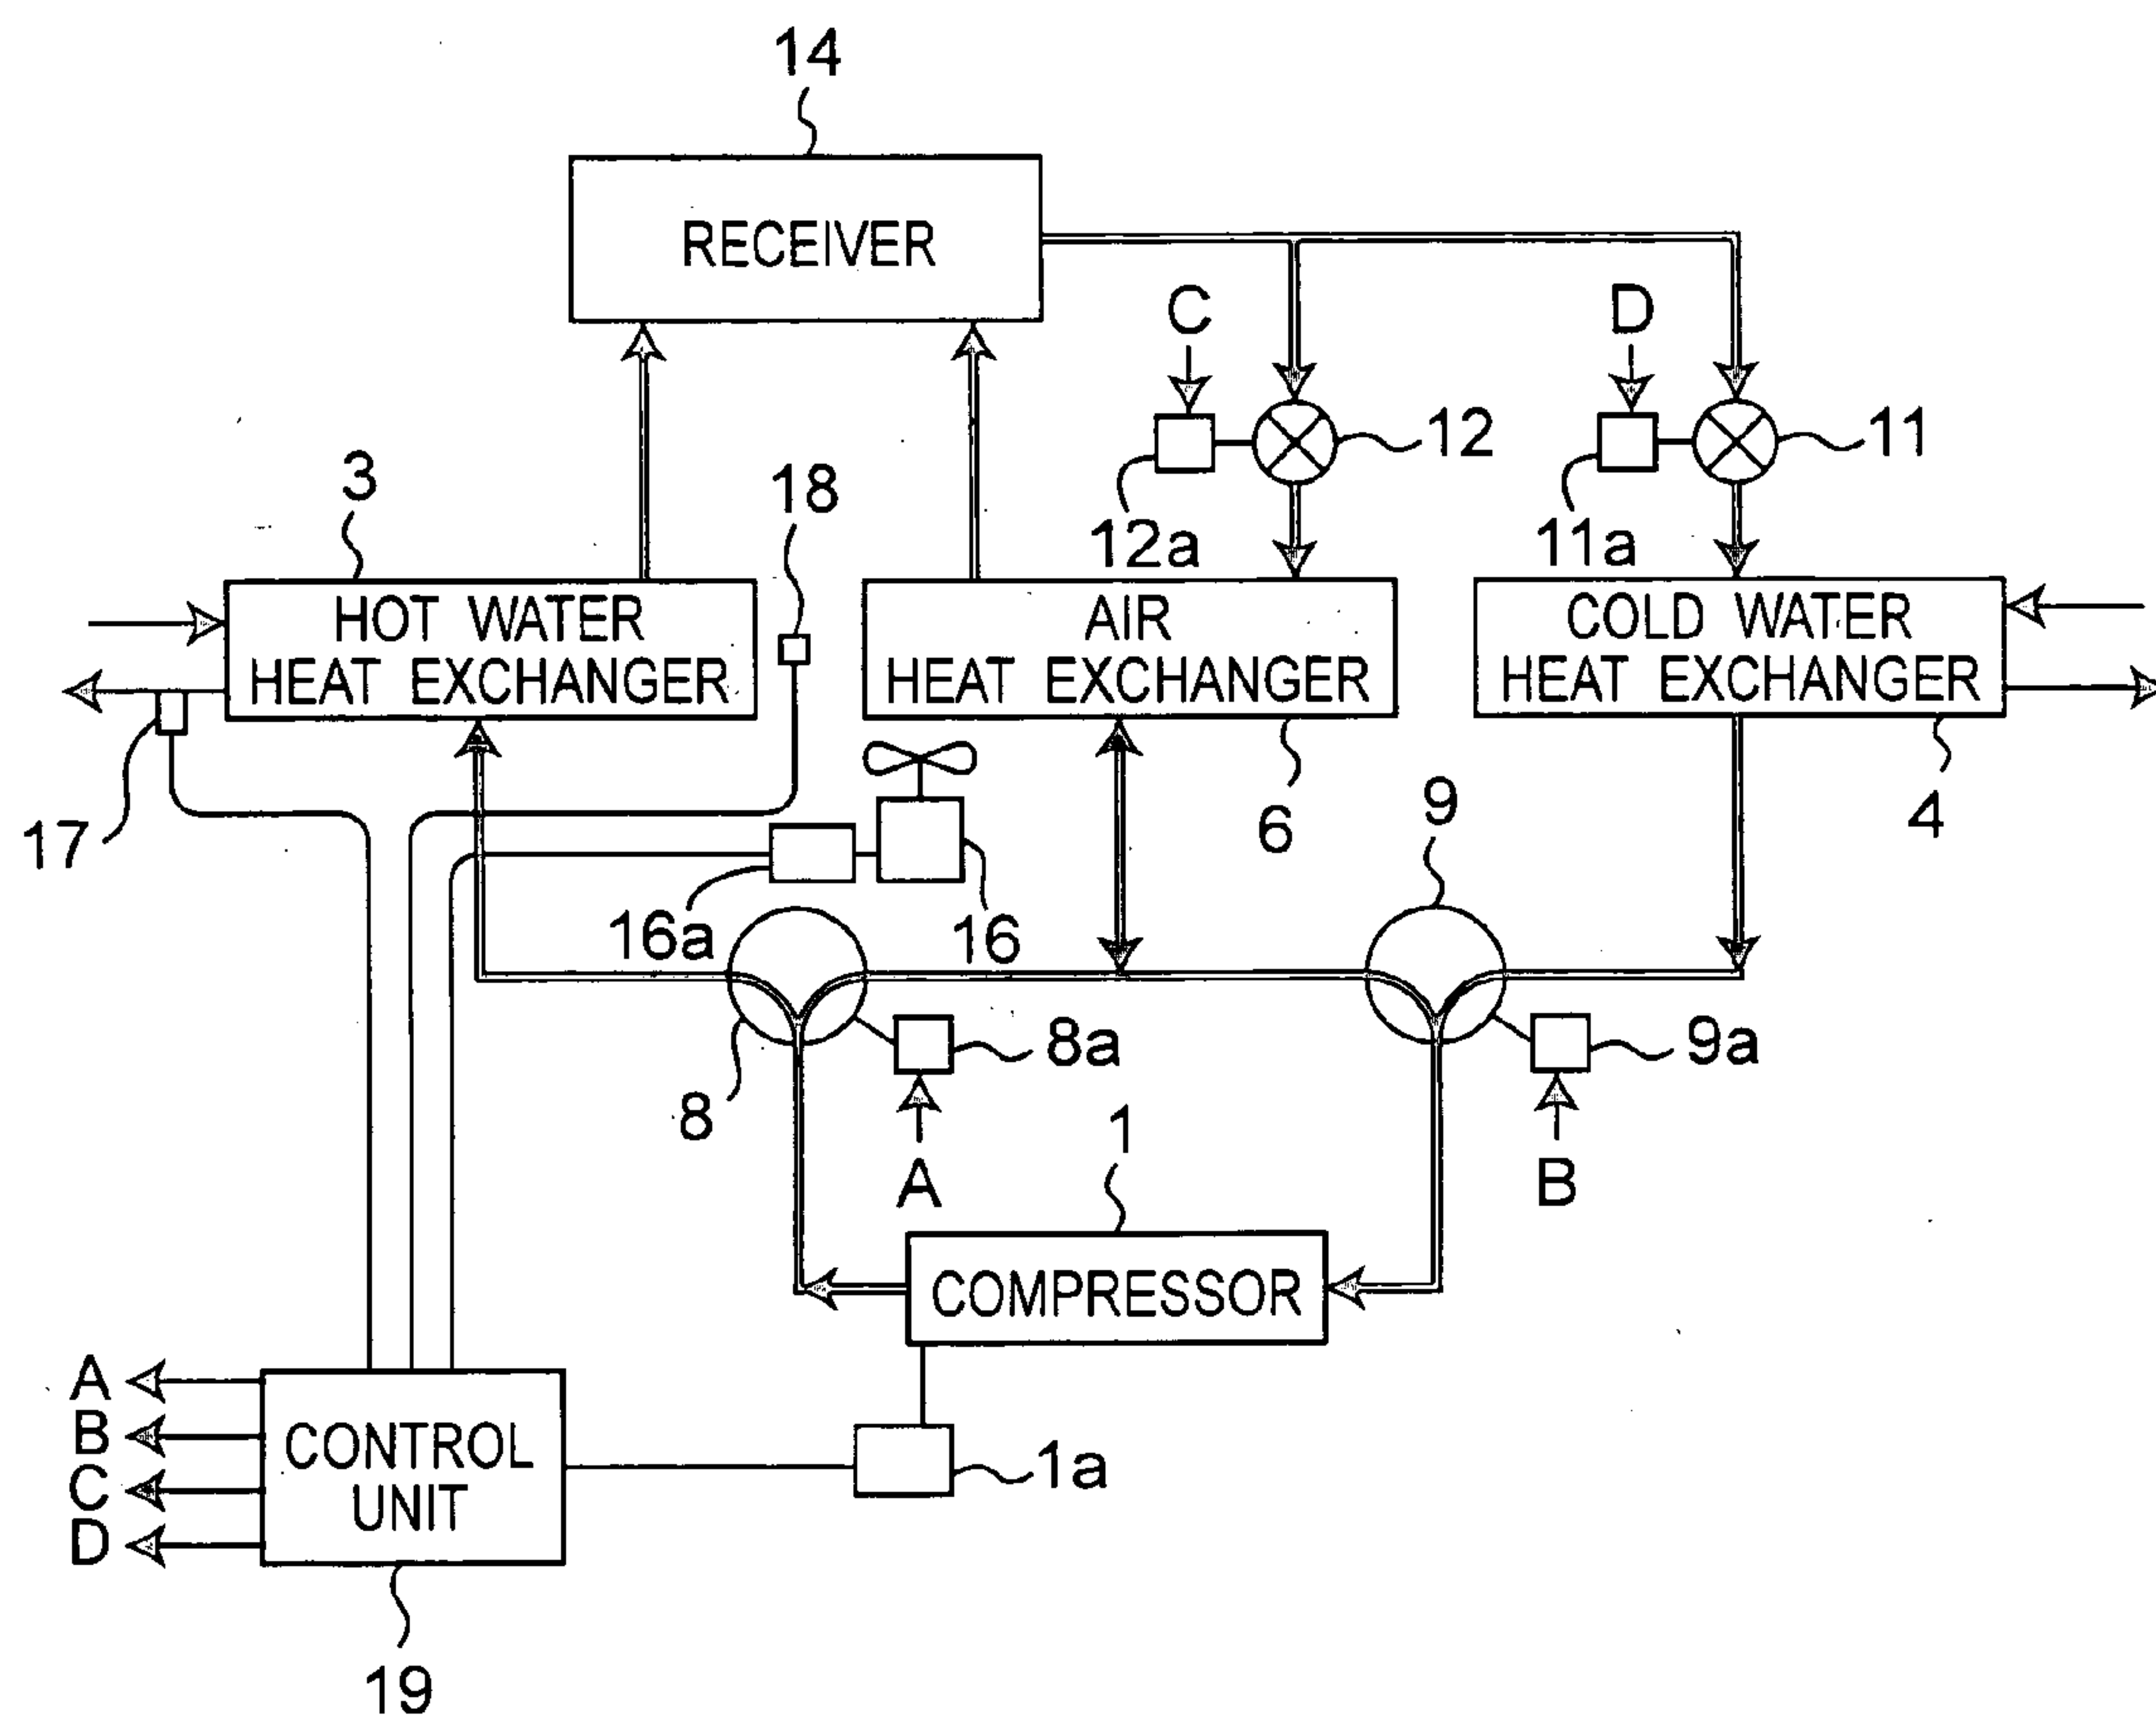 14
RECEIVER
C
D
12
11
3
18
12a
11a
HOT WATER
HEAT EXCHANGER
AIR
HEAT EXCHANGER
COLD WATER
HEAT EXCHANGER
17
6
9
4
16a
16
8
8a
9a
1
A
B
COMPRESSOR
A
B
C
D
CONTROL
UNIT
1a
19